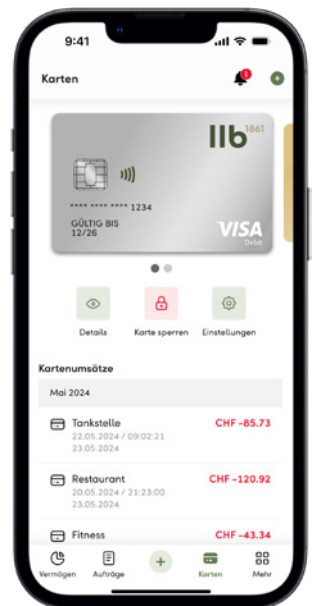 9:41
Karten
1
llb 1861
**** **** **** 1234
GÜLTIG BIS
12/26
VISA
Debit
Details Karte sperren Einstellungen
Kartenumsätze
Mai 2024
Tankstelle CHF -85.73
22.05.2024 / 09:02:21
23.05.2024
Restaurant CHF -120.92
20.05.2024 / 21:23:00
23.05.2024
Fitness CHF -43.34
Vermögen Aufträge Karten Mehr